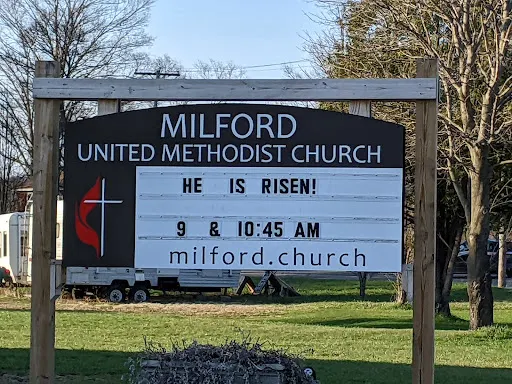 MILFORD
UNITED METHODIST CHURCH
HE IS RISEN!
9 & 10:45 AM
milford.church